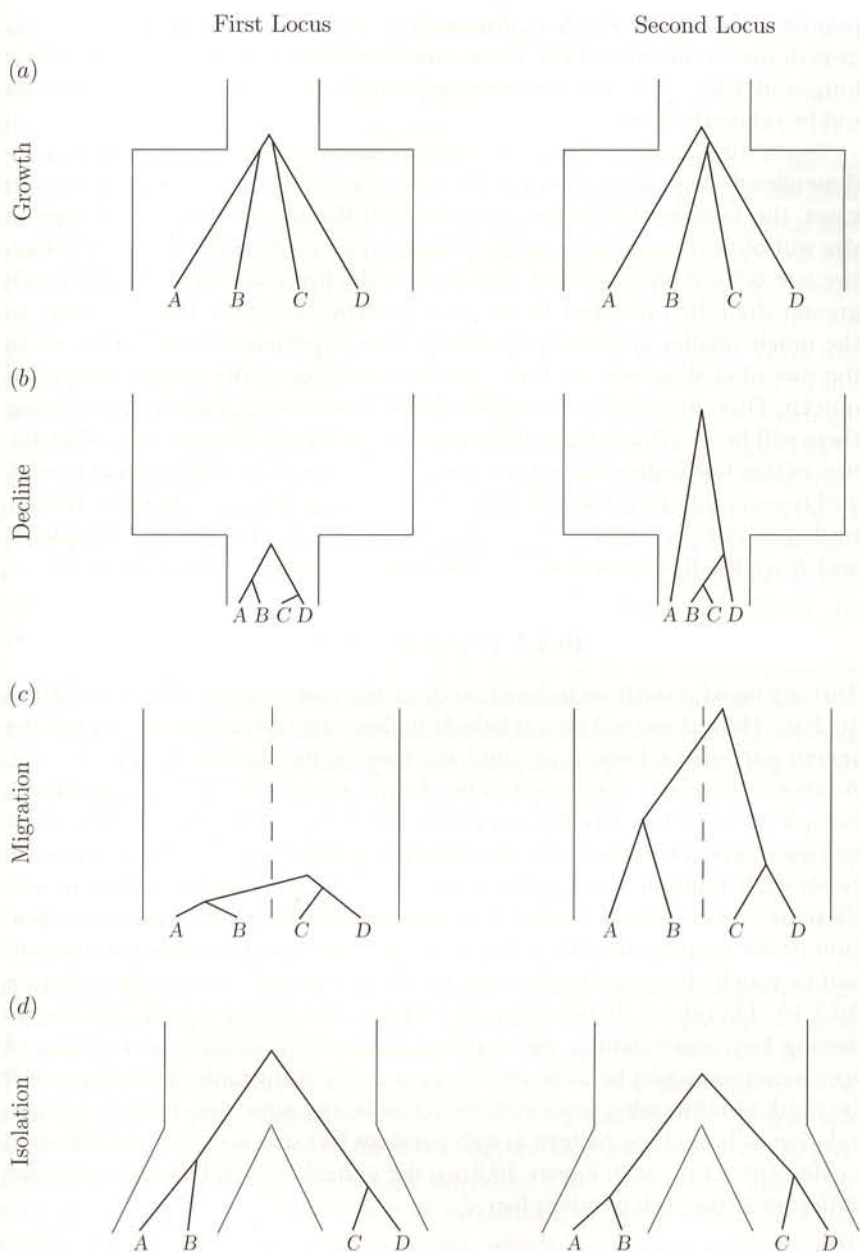 First Locus Second Locus
(a)
Growth
A B C D A B C D
(b)
Decline
A B C D A B C D
(c)
Migration
A B C D A B C D
(d)
Isolation
A B C D A B C D